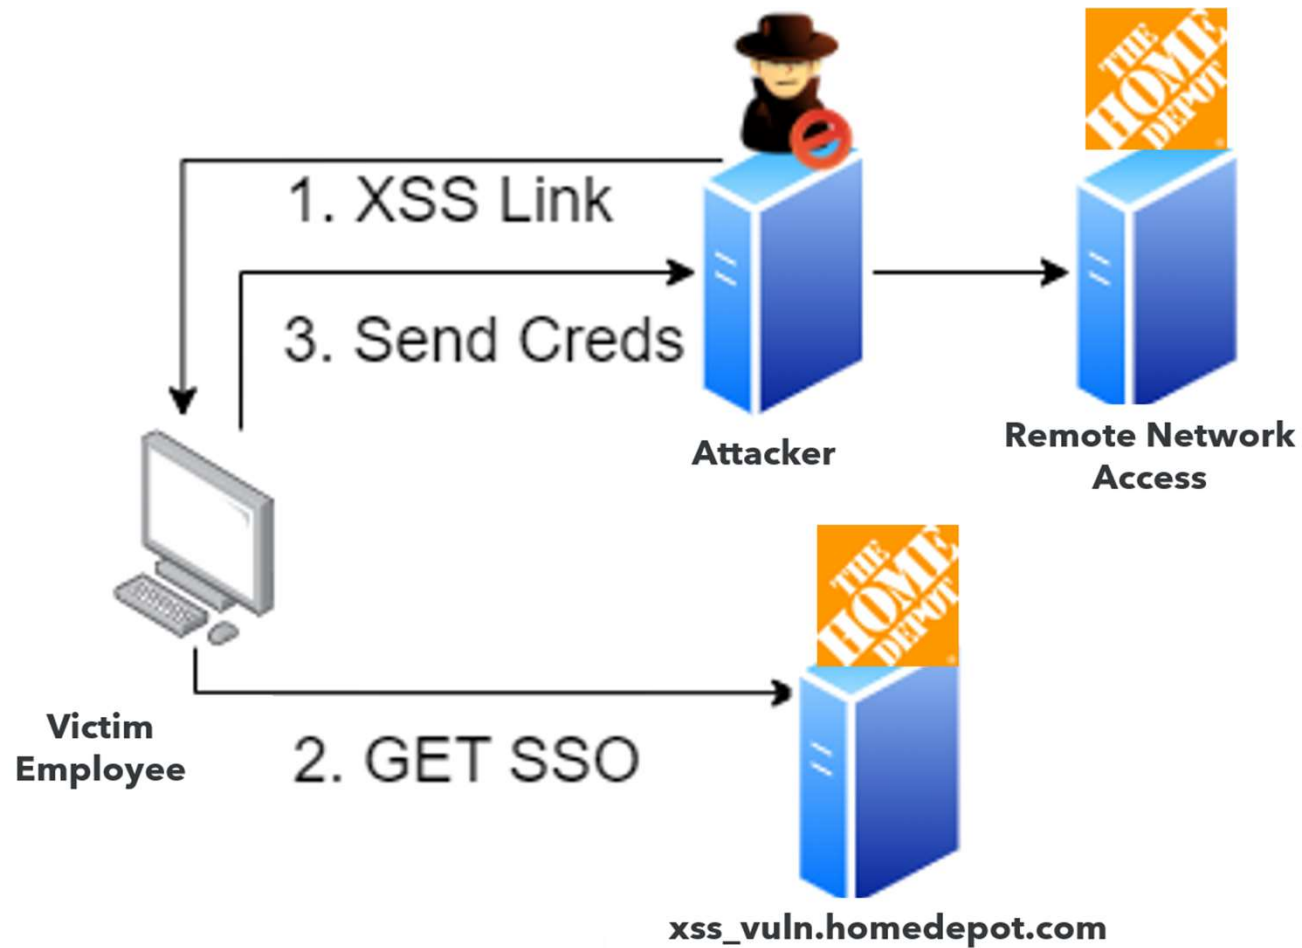 THE
HOME
DEPOT
1. XSS Link
3. Send Creds
Attacker
Remote Network
Access
THE
HOME
DEPOT
Victim
Employee
2. GET SSO
xss_vuln.homedepot.com